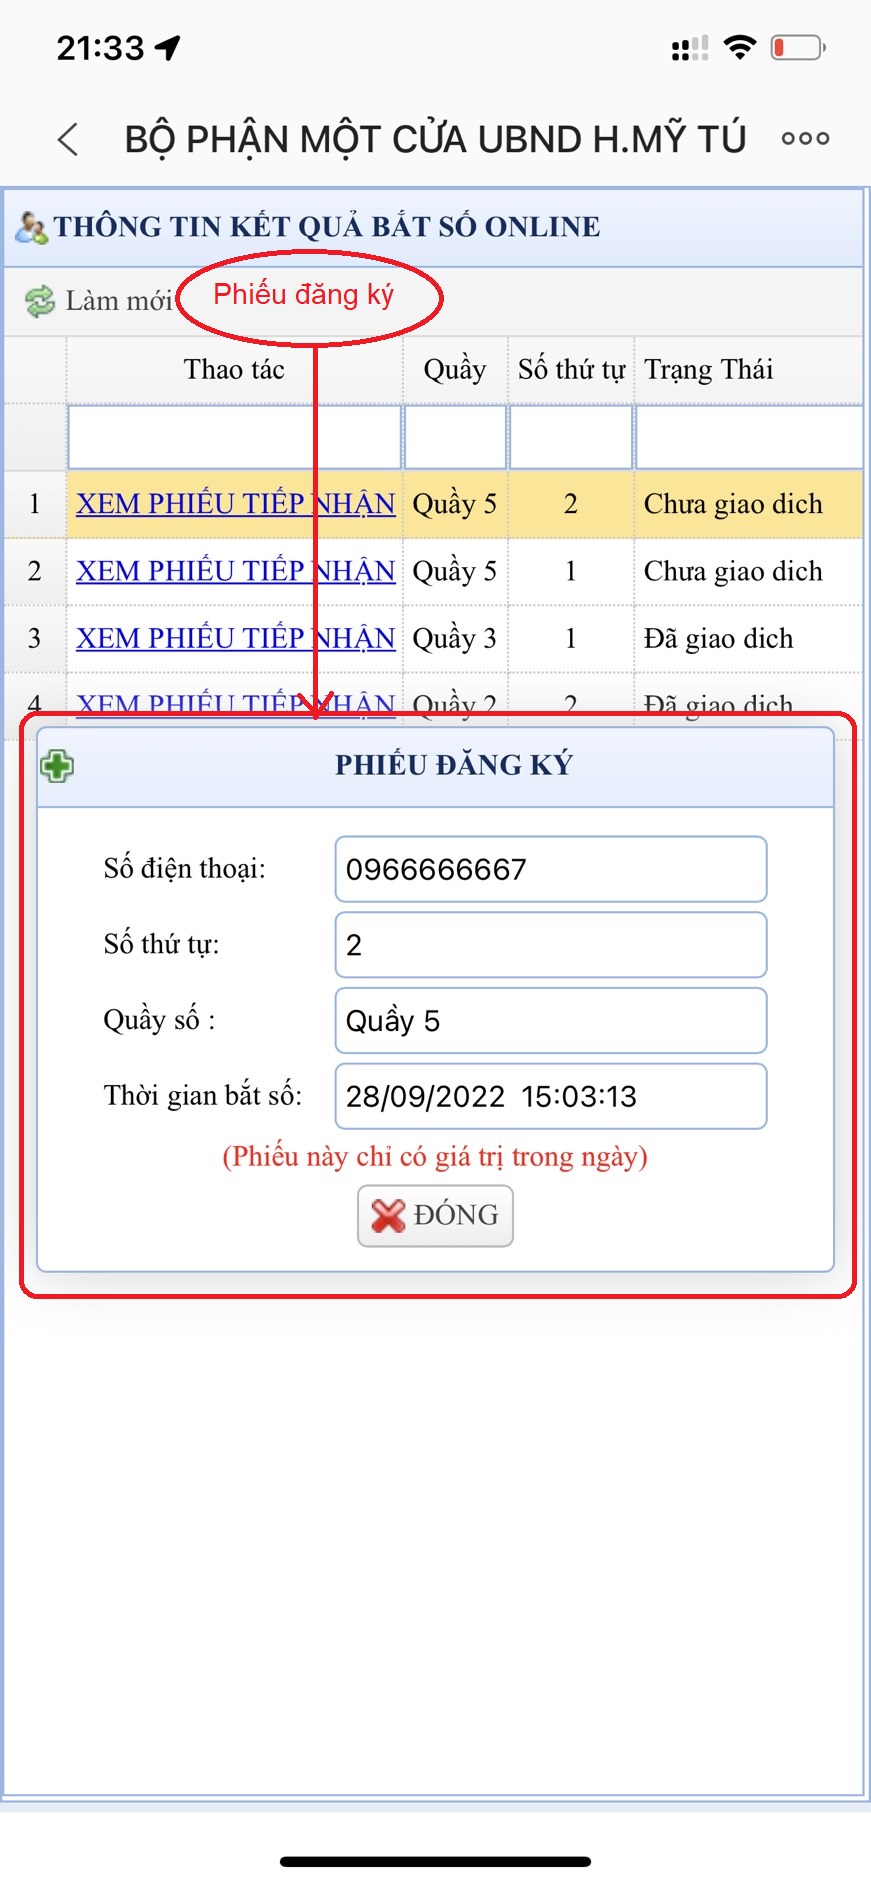 21:33
BỘ PHẬN MỘT CỬA UBND H.MỸ TÚ
THÔNG TIN KẾT QUẢ BẮT SỐ ONLINE
Làm mới Phiếu đăng ký
Thao tác Quầy Số thứ tự Trạng Thái
1 XEM PHIẾU TIẾP NHẬN Quầy 5 2 Chưa giao dich
2 XEM PHIẾU TIẾP NHẬN Quầy 5 1 Chưa giao dich
3 XEM PHIẾU TIẾP NHẬN Quầy 3 1 Đã giao dich
4 XEM PHIẾU TIẾP NHẬN Quầy 2 2 Đã giao dich
PHIẾU ĐĂNG KÝ
Số điện thoại: 0966666667
Số thứ tự: 2
Quầy số : Quầy 5
Thời gian bắt số: 28/09/2022 15:03:13
(Phiếu này chỉ có giá trị trong ngày)
ĐÓNG